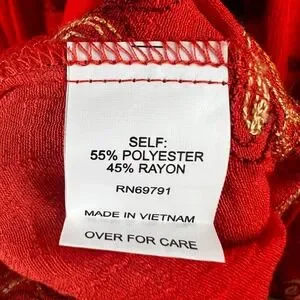 SELF:
55% POLYESTER
45% RAYON
RN69791
MADE IN VIETNAM
OVER FOR CARE